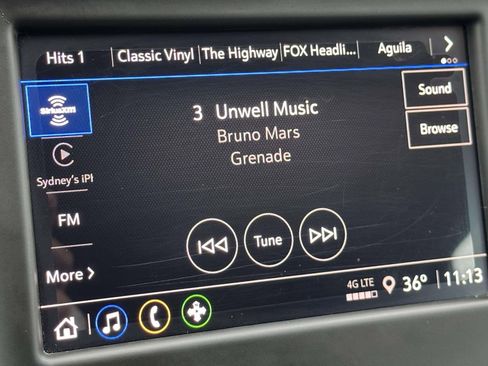 Hits 1 Classic Vinyl The Highway FOX Headli... Aguila
3 Unwell Music
Bruno Mars
Grenade
Sound
Browse
SiriusXM
Sydney's iPh
FM
More
Tune
4G LTE 36° 11:13